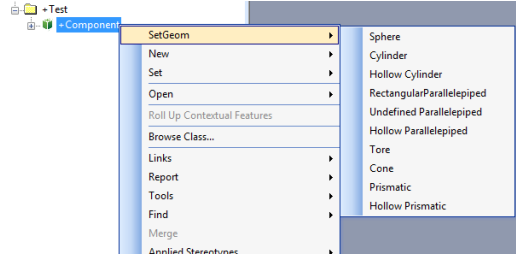 +Test
+Component
SetGeom
New
Set
Open
Roll Up Contextual Features
Browse Class...
Links
Report
Tools
Find
Merge
Applied Stereotypes
Sphere
Cylinder
Hollow Cylinder
RectangularParallelepiped
Undefined Parallelepiped
Hollow Parallelepiped
Tore
Cone
Prismatic
Hollow Prismatic